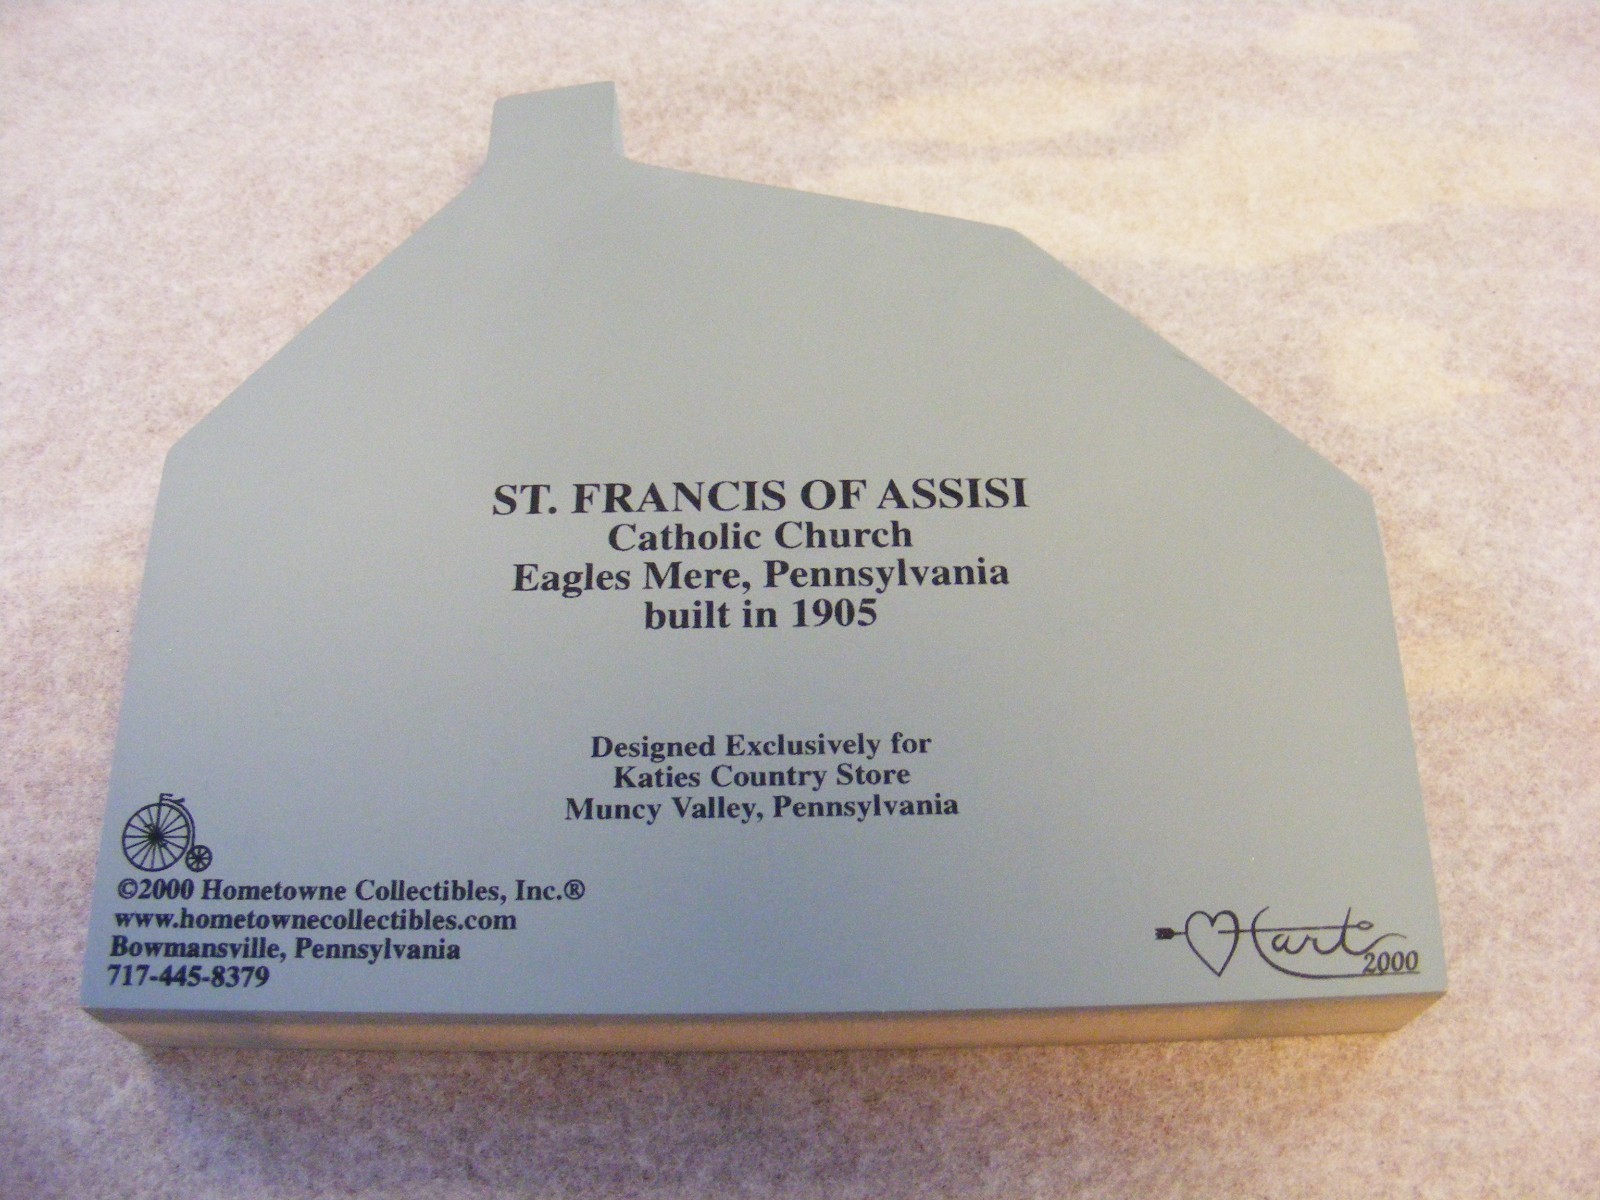 ST. FRANCIS OF ASSISI
Catholic Church
Eagles Mere, Pennsylvania
built in 1905
Designed Exclusively for
Katies Country Store
Muncy Valley, Pennsylvania
©2000 Hometowne Collectibles, Inc.®
www.hometownecollectibles.com
Bowmansville, Pennsylvania
717-445-8379
Hart
2000